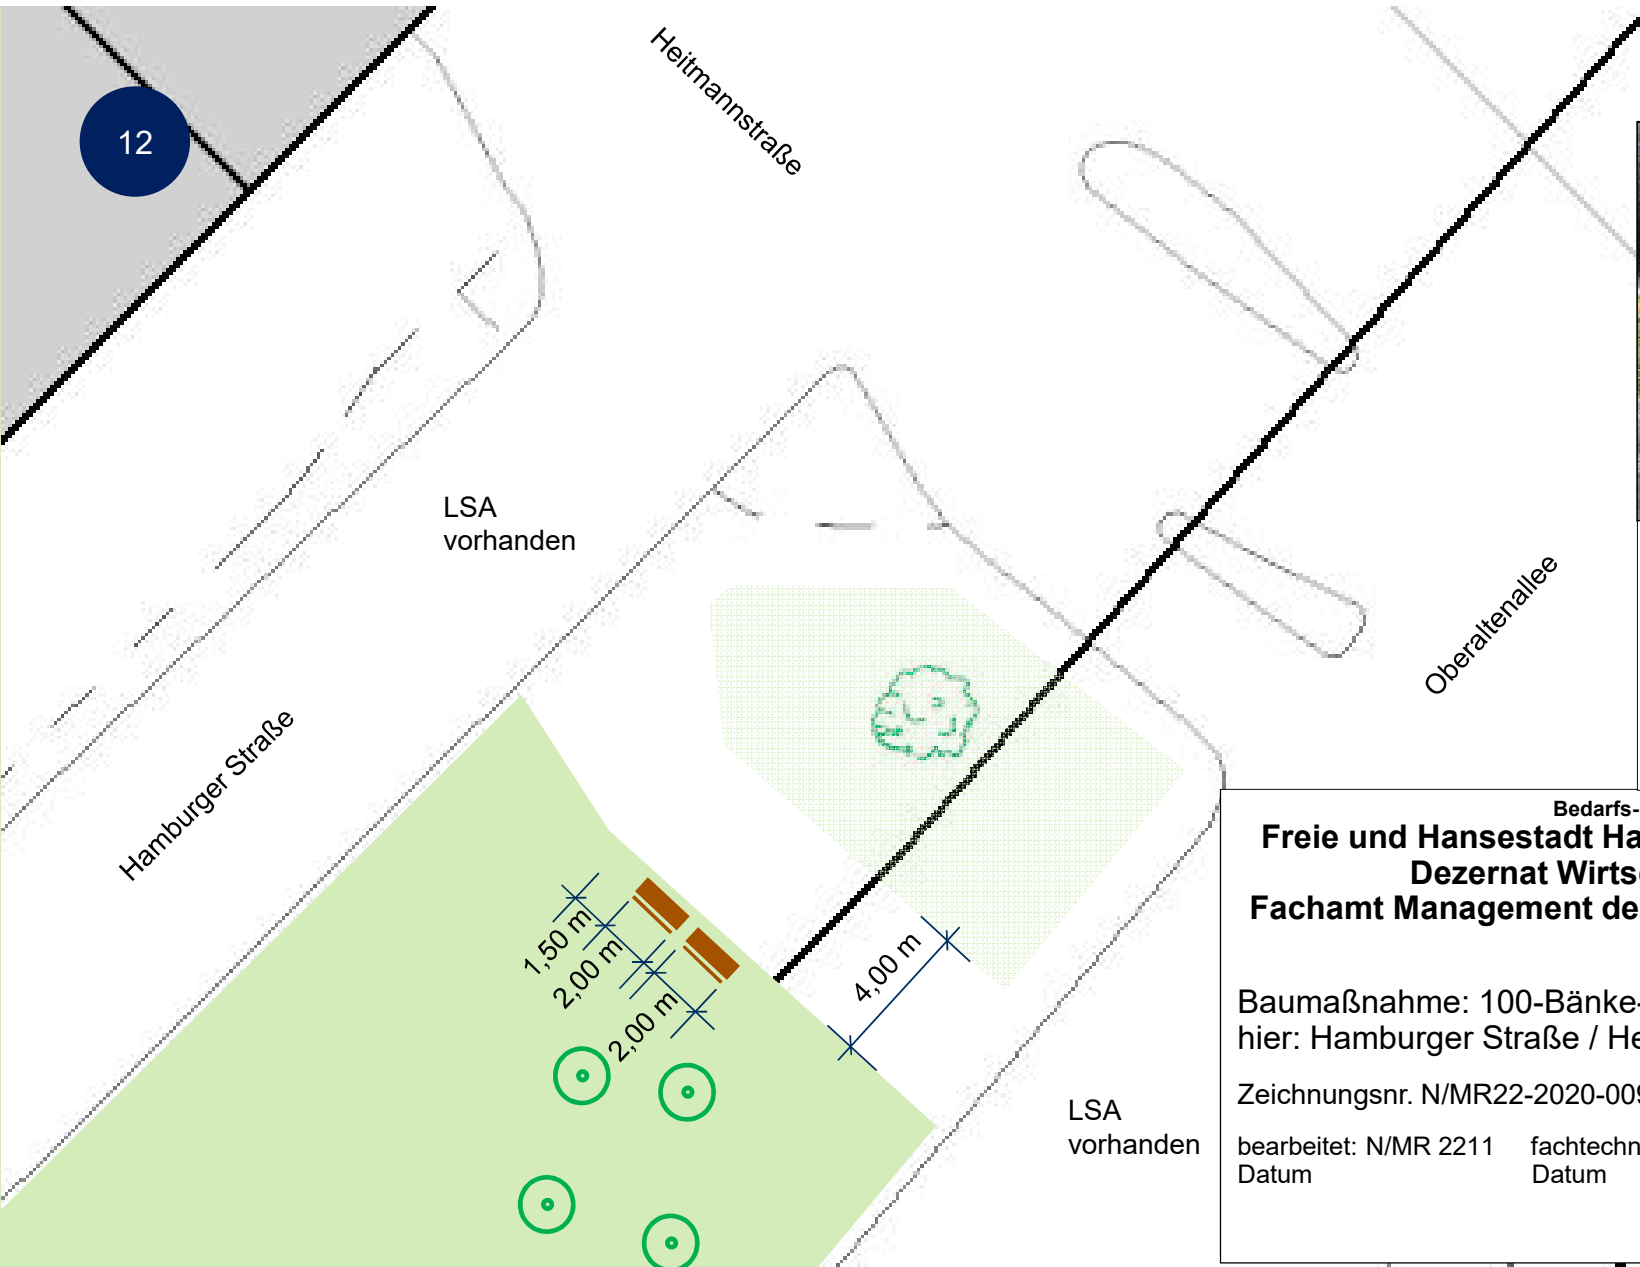 12
Heitmannstraße
LSA
vorhanden
Oberaltenallee
Hamburger Straße
1,50 m
2,00 m
2,00 m
4,00 m
LSA
vorhanden
Bedarfs-
Freie und Hansestadt Ha
Dezernat Wirts
Fachamt Management de
Baumaßnahme: 100-Bänke-
hier: Hamburger Straße / He
Zeichnungsnr. N/MR22-2020-009
bearbeitet: N/MR 2211 fachtechn
Datum Datum